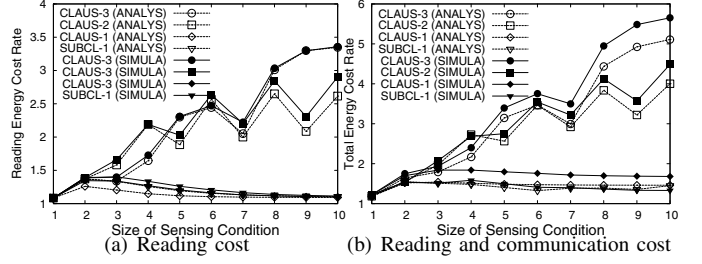 Reading Energy Cost Rate
4
3.5
3
2.5
2
1.5
1
CLAUS-3 (ANALYS)
CLAUS-2 (ANALYS)
CLAUS-1 (ANALYS)
SUBCL-1 (ANALYS)
CLAUS-3 (SIMULA)
CLAUS-3 (SIMULA)
CLAUS-3 (SIMULA)
SUBCL-1 (SIMULA)
1 2 3 4 5 6 7 8 9 10
Size of Sensing Condition
(a) Reading cost
Total Energy Cost Rate
6
5
4
3
2
1
CLAUS-3 (ANALYS)
CLAUS-2 (ANALYS)
CLAUS-1 (ANALYS)
SUBCL-1 (ANALYS)
CLAUS-3 (SIMULA)
CLAUS-2 (SIMULA)
CLAUS-1 (SIMULA)
SUBCL-1 (SIMULA)
1 2 3 4 5 6 7 8 9 10
Size of Sensing Condition
(b) Reading and communication cost